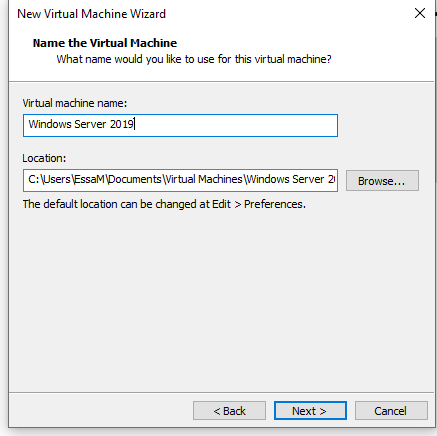 New Virtual Machine Wizard
Name the Virtual Machine
What name would you like to use for this virtual machine?
Virtual machine name:
Windows Server 2019
Location:
C:\Users\EssaM\Documents\Virtual Machines\Windows Server 20
Browse...
The default location can be changed at Edit > Preferences.
< Back
Next >
Cancel